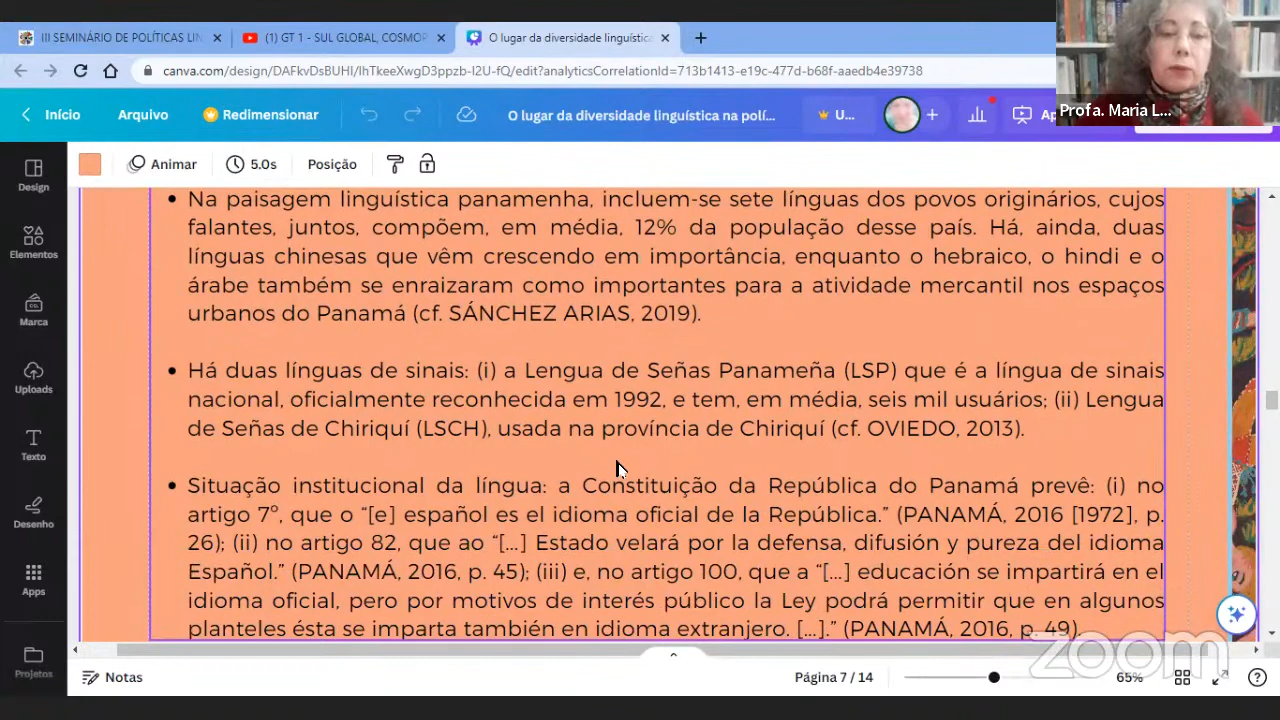 III SEMINÁRIO DE POLÍTICAS LIN
(1) GT 1 - SUL GLOBAL, COSMOP
O lugar da diversidade linguística
canva.com/design/DAFkvDsBUHI/lhTkeeXwgD3ppzb-I2U-fQ/edit?analyticsCorrelationId=713b1413-e19c-477d-b68f-aaedb4e39738
Profa. Maria L...
Início Arquivo Redimensionar O lugar da diversidade linguística na polí... U... Ap
Animar 5.0s Posição
Design
Elementos
Marca
Uploads
Texto
Desenho
Apps
Projetos
• Na paisagem linguística panamenha, incluem-se sete línguas dos povos originários, cujos
falantes, juntos, compõem, em média, 12% da população desse país. Há, ainda, duas
línguas chinesas que vêm crescendo em importância, enquanto o hebraico, o hindi e o
árabe também se enraizaram como importantes para a atividade mercantil nos espaços
urbanos do Panamá (cf. SÁNCHEZ ARIAS, 2019).
• Há duas línguas de sinais: (i) a Lengua de Señas Panameña (LSP) que é a língua de sinais
nacional, oficialmente reconhecida em 1992, e tem, em média, seis mil usuários; (ii) Lengua
de Señas de Chiriquí (LSCH), usada na província de Chiriquí (cf. OVIEDO, 2013).
• Situação institucional da língua: a Constituição da República do Panamá prevê: (i) no
artigo 7º, que o “[e] español es el idioma oficial de la República.” (PANAMÁ, 2016 [1972], p.
26); (ii) no artigo 82, que ao “[...] Estado velará por la defensa, difusión y pureza del idioma
Español.” (PANAMÁ, 2016, p. 45); (iii) e, no artigo 100, que a “[...] educación se impartirá en el
idioma oficial, pero por motivos de interés público la Ley podrá permitir que en algunos
planteles ésta se imparta también en idioma extranjero. [...].” (PANAMÁ, 2016, p. 49).
zoom
Notas Página 7 / 14 65%